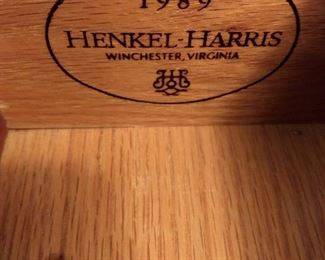 1989
HENKEL-HARRIS
WINCHESTER, VIRGINIA